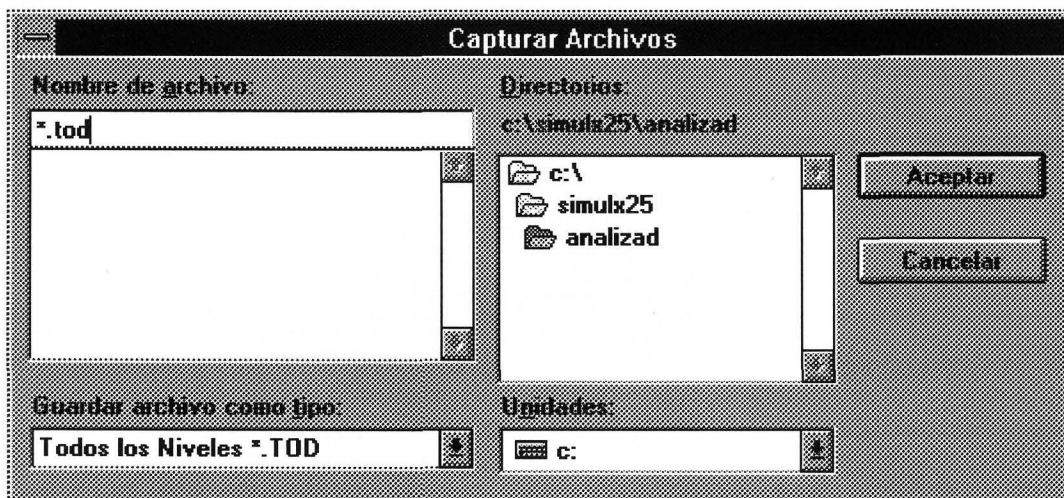 Capturar Archivos
Nombre de archivo:
*.tod
Directorios:
c:\simulx25\analizad
c:\
simulx25
analizad
Aceptar
Cancelar
Guardar archivo como tipo:
Todos los Niveles *.TOD
Unidades:
c: